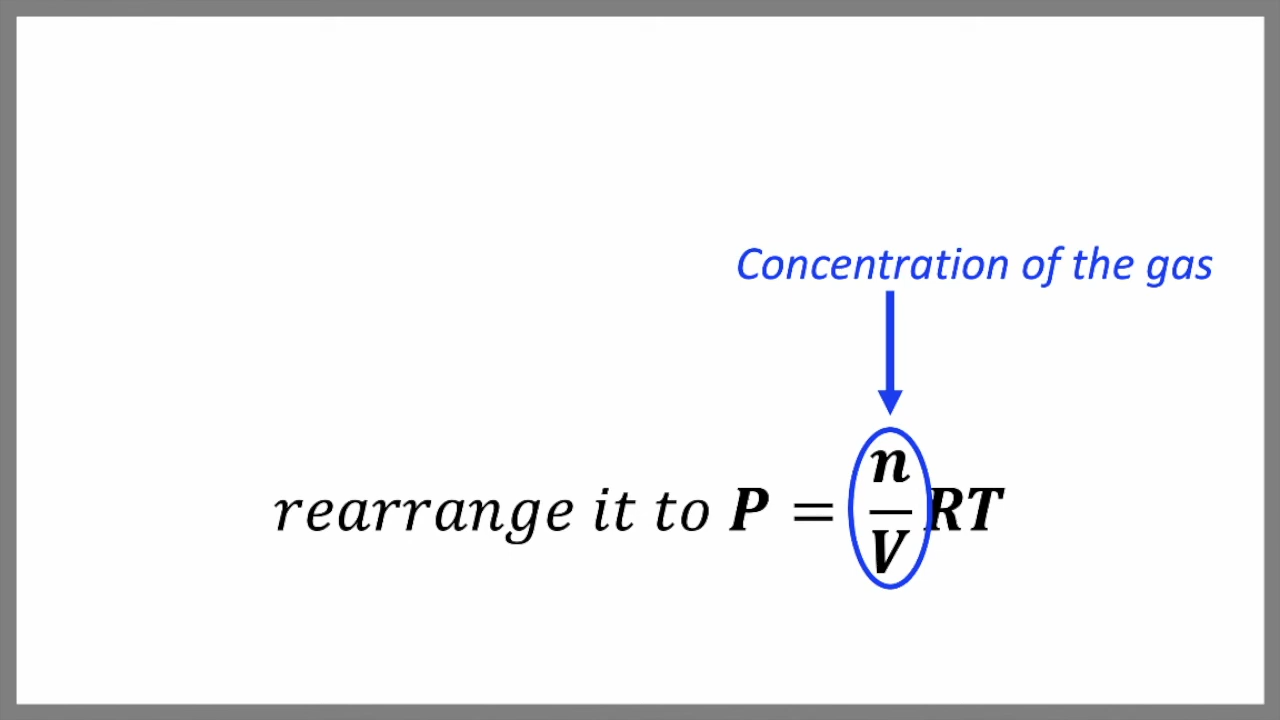 Concentration of the gas
rearrange it to P = n/V RT